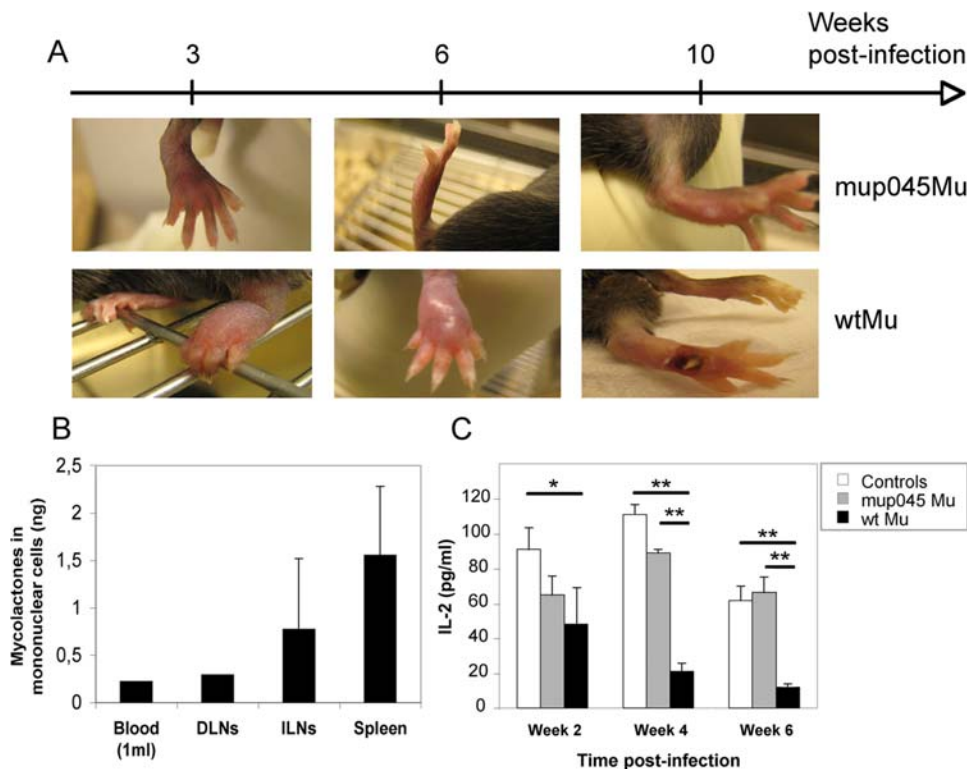 A
Weeks
post-infection
3 6 10
mup045Mu
wtMu
B
Mycolactones in
mononuclear cells (ng)
2,5
2
1,5
1
0,5
0
Blood
(1ml)
DLNs
ILNs
Spleen
C
IL-2 (pg/ml)
120
100
80
60
40
20
0
*
**
**
**
**
Week 2 Week 4 Week 6
Time post-infection
Controls
mup045 Mu
wt Mu